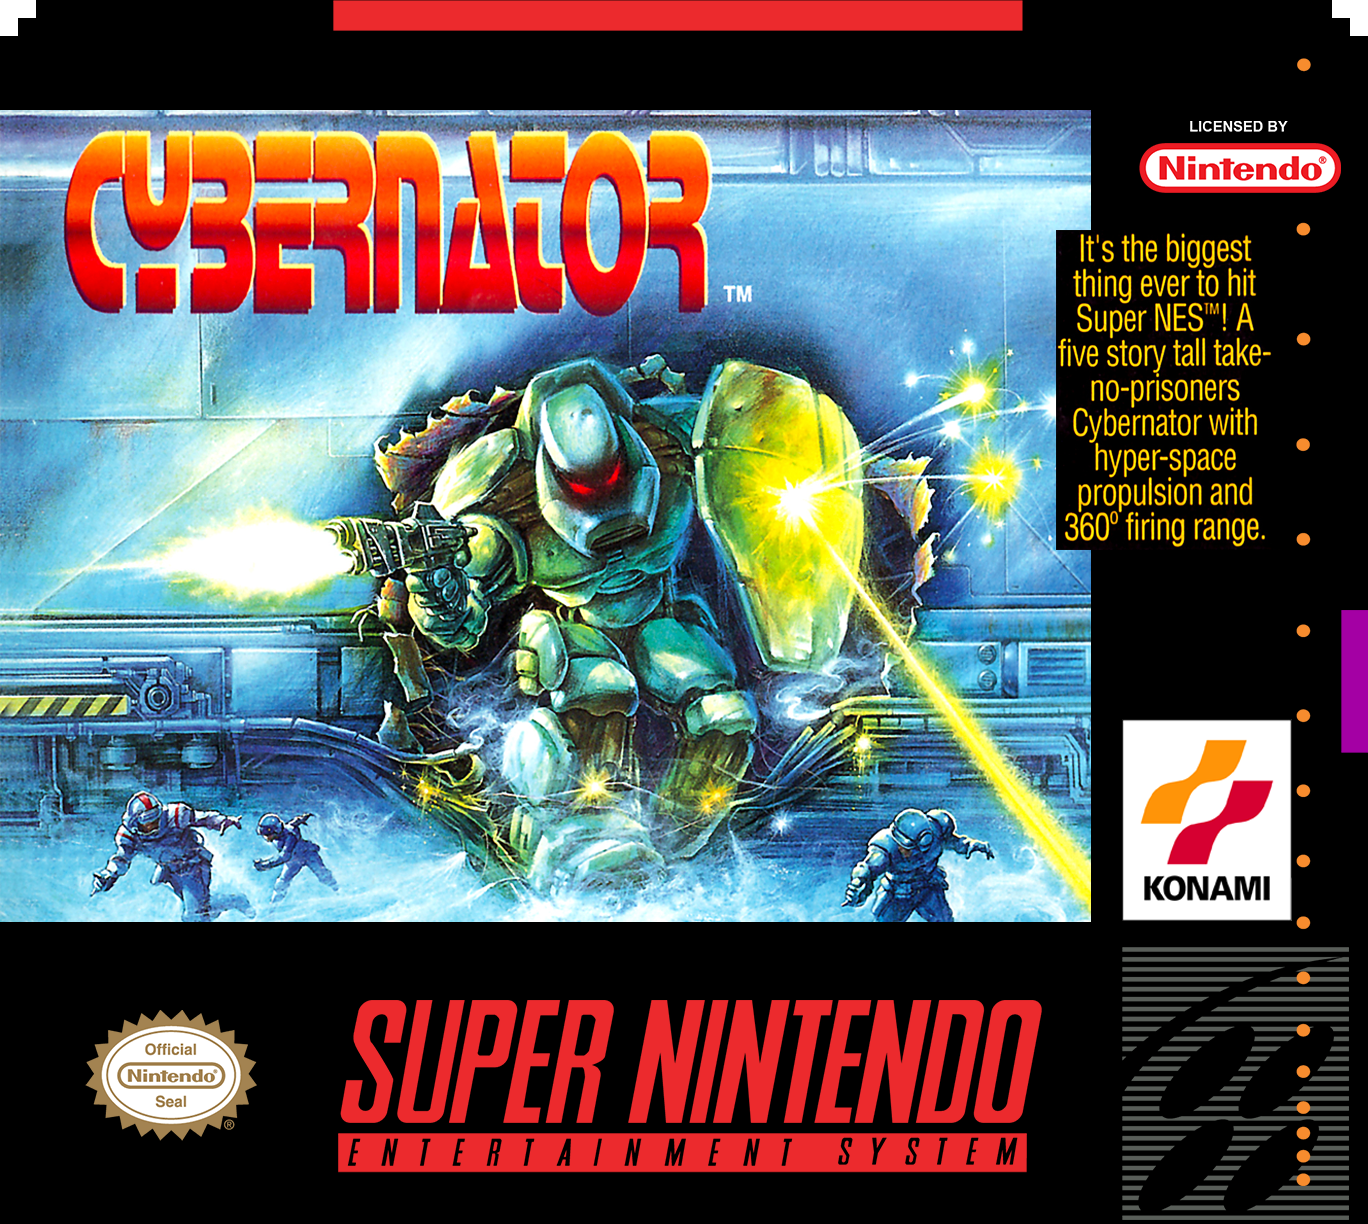 CYBERNATOR
TM
LICENSED BY
Nintendo®
It's the biggest
thing ever to hit
Super NES™! A
five story tall take-
no-prisoners
Cybernator with
hyper-space
propulsion and
360º firing range.
KONAMI
Official
Nintendo®
Seal
®
SUPER NINTENDO
ENTERTAINMENT SYSTEM